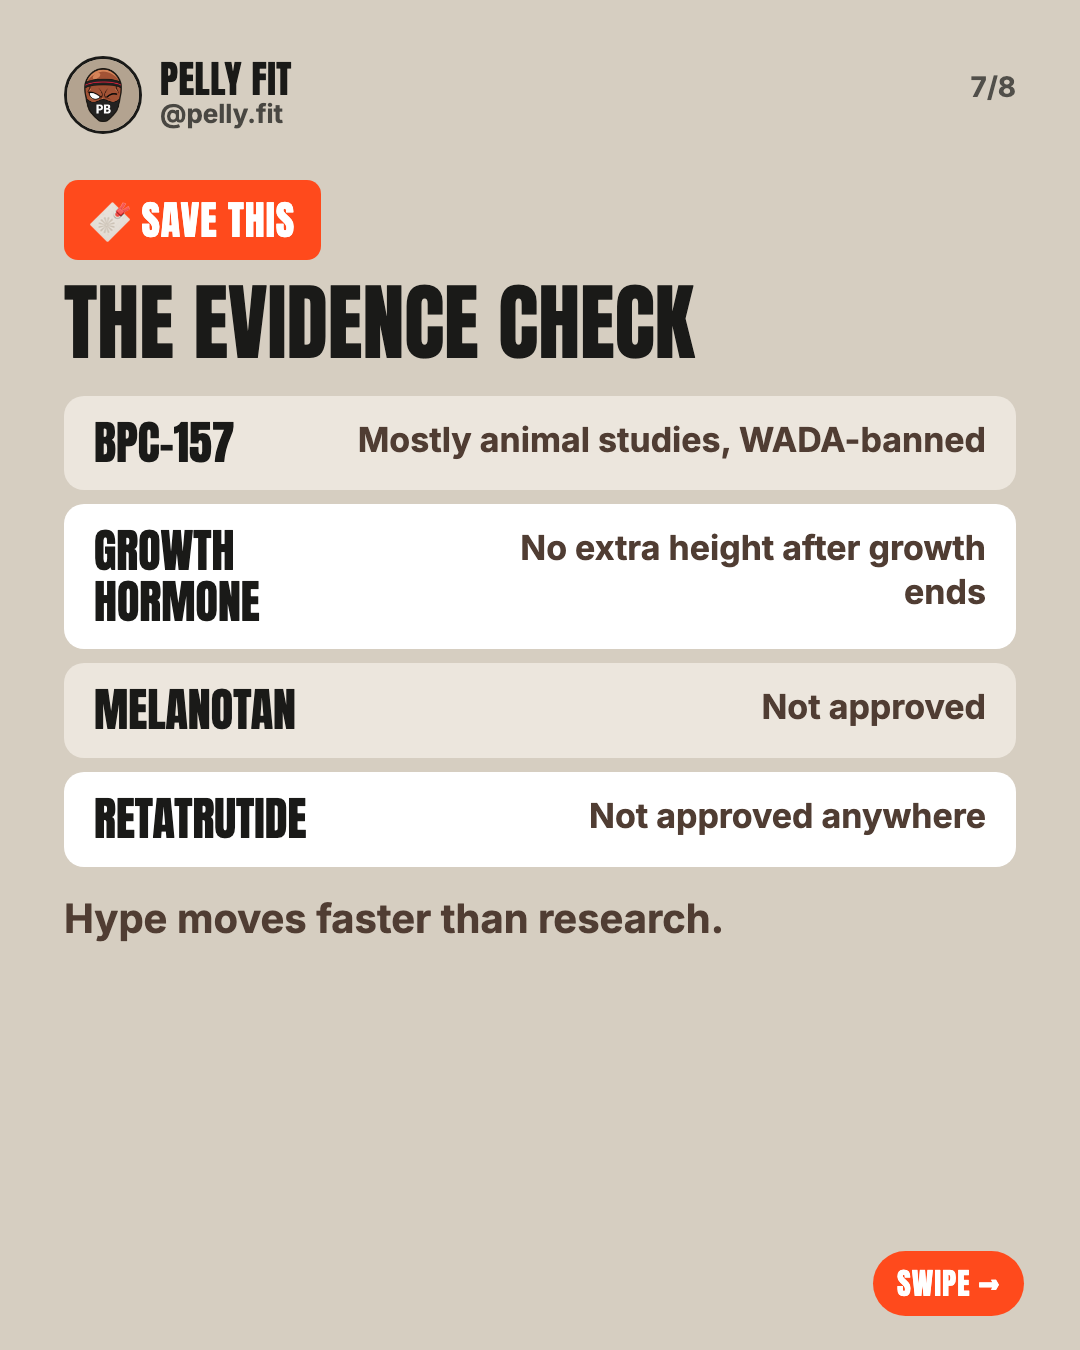 PB
PELLY FIT
@pelly.fit
7/8
SAVE THIS
THE EVIDENCE CHECK
BPC-157
Mostly animal studies, WADA-banned
GROWTH
HORMONE
No extra height after growth
ends
MELANOTAN
Not approved
RETATRUTIDE
Not approved anywhere
Hype moves faster than research.
SWIPE →